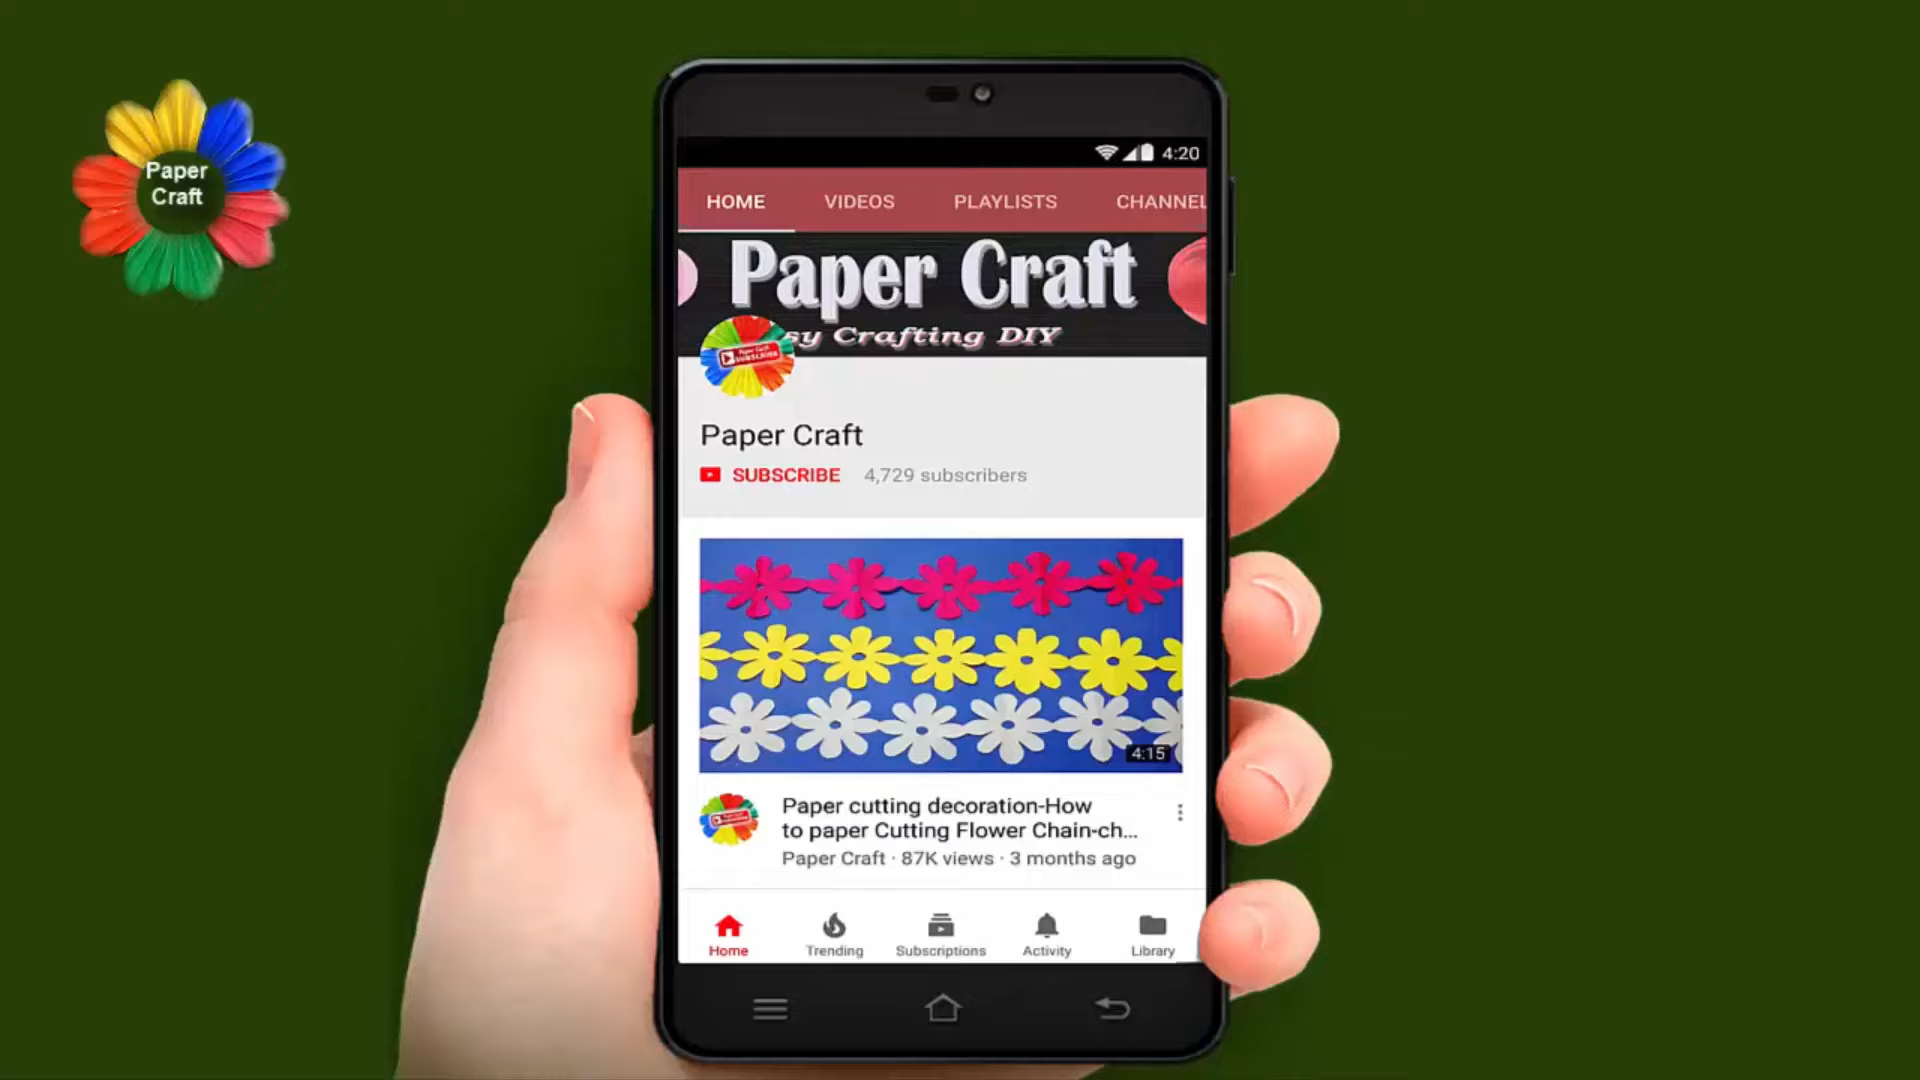 Paper
Craft
4:20
HOME VIDEOS PLAYLISTS CHANNEL
Paper Craft
sy Crafting DIY
Paper Craft
SUBSCRIBE 4,729 subscribers
4:15
Paper cutting decoration-How
to paper Cutting Flower Chain-ch...
Paper Craft · 87K views · 3 months ago
Home Trending Subscriptions Activity Library